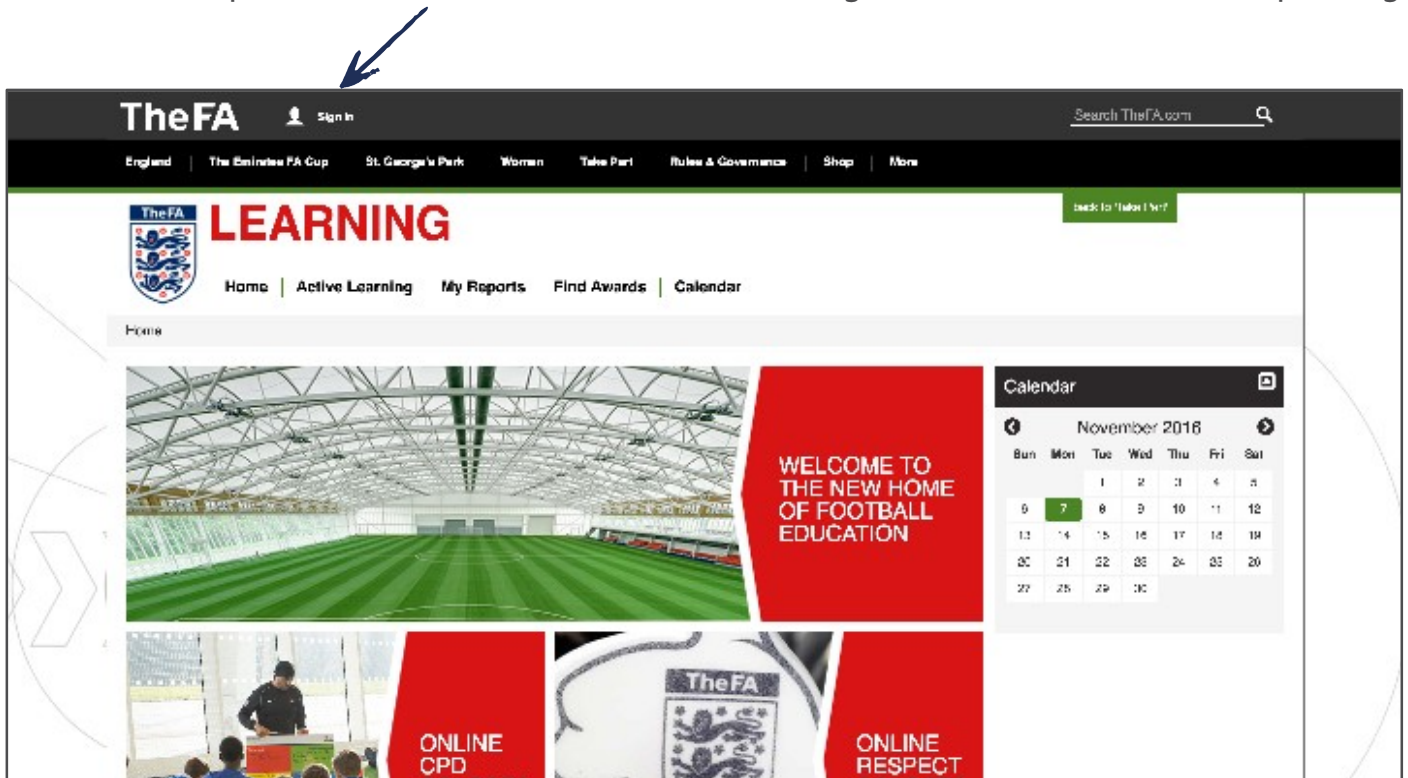 TheFA Sign In Search TheFA.com
England | The Emirates FA Cup St. George's Park Women Take Part Rules & Governance | Shop | More
back to 'Take Part'
TheFA
LEARNING
Home | Active Learning My Reports Find Awards | Calendar
Home
WELCOME TO
THE NEW HOME
OF FOOTBALL
EDUCATION
Calendar
November 2016
Sun Mon Tue Wed Thu Fri Sat
1 2 3 4 5
6 7 8 9 10 11 12
13 14 15 16 17 18 19
20 21 22 23 24 25 26
27 28 29 30
ONLINE
CPD
TheFA
ONLINE
RESPECT